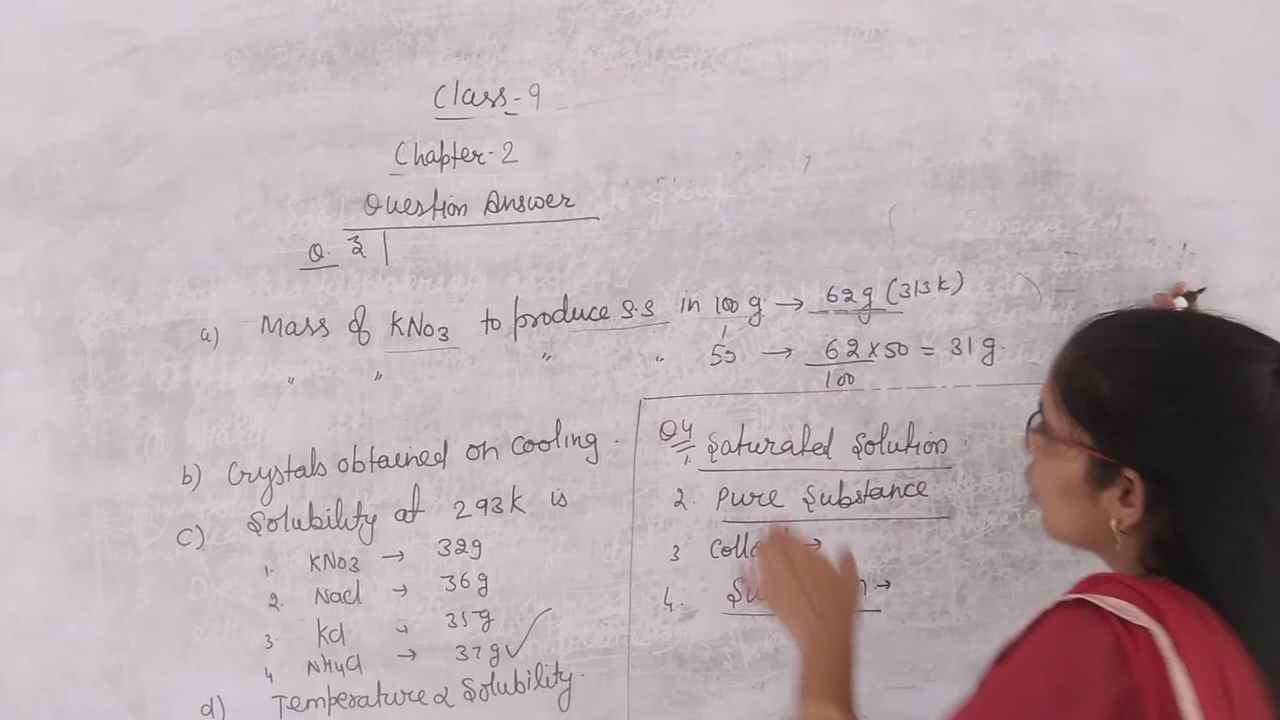 Class-9
Chapter-2
Question Answer
Q. 3
a) Mass of KNO3 to produce S.S in 100 g → 62g (313k)
" " " " 50 → 62 x 50 = 31g.
100
b) Crystals obtained on cooling.
c) Solubility at 293k is
1. KNO3 → 32g
2. Nacl → 36g
3. Kcl → 35g
4 NH4Cl → 37g ✓
d) Temperature α Solubility.
Q4
1. Saturated Solution
2. Pure Substance
3 →
4. →